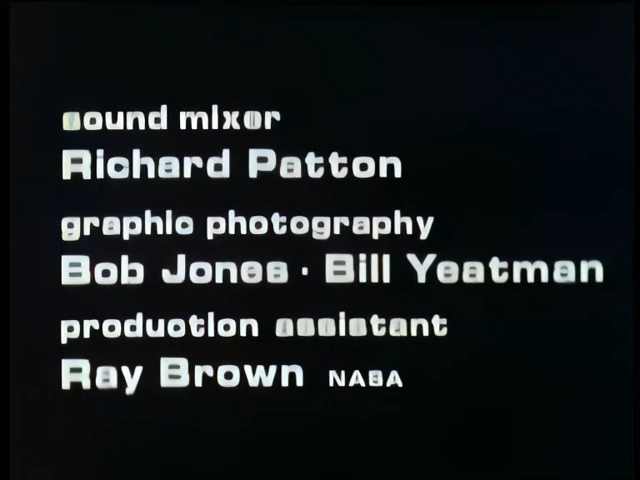 sound mixer
Richard Patton
graphic photography
Bob Jones · Bill Yeatman
production assistant
Ray Brown NASA